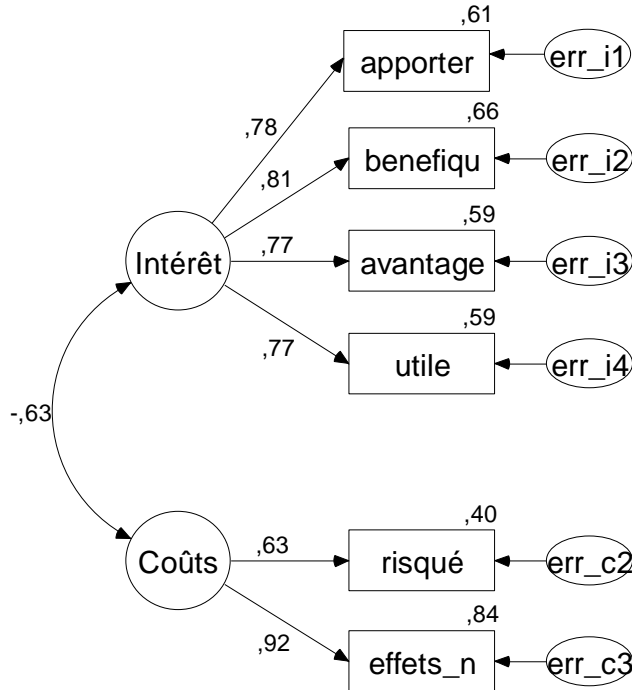 ,61
apporter
err_i1
,78
,66
benefiqu
err_i2
,81
,59
Intérêt
,77
avantage
err_i3
,59
,77
utile
err_i4
-,63
,40
Coûts
,63
risqué
err_c2
,84
,92
effets_n
err_c3